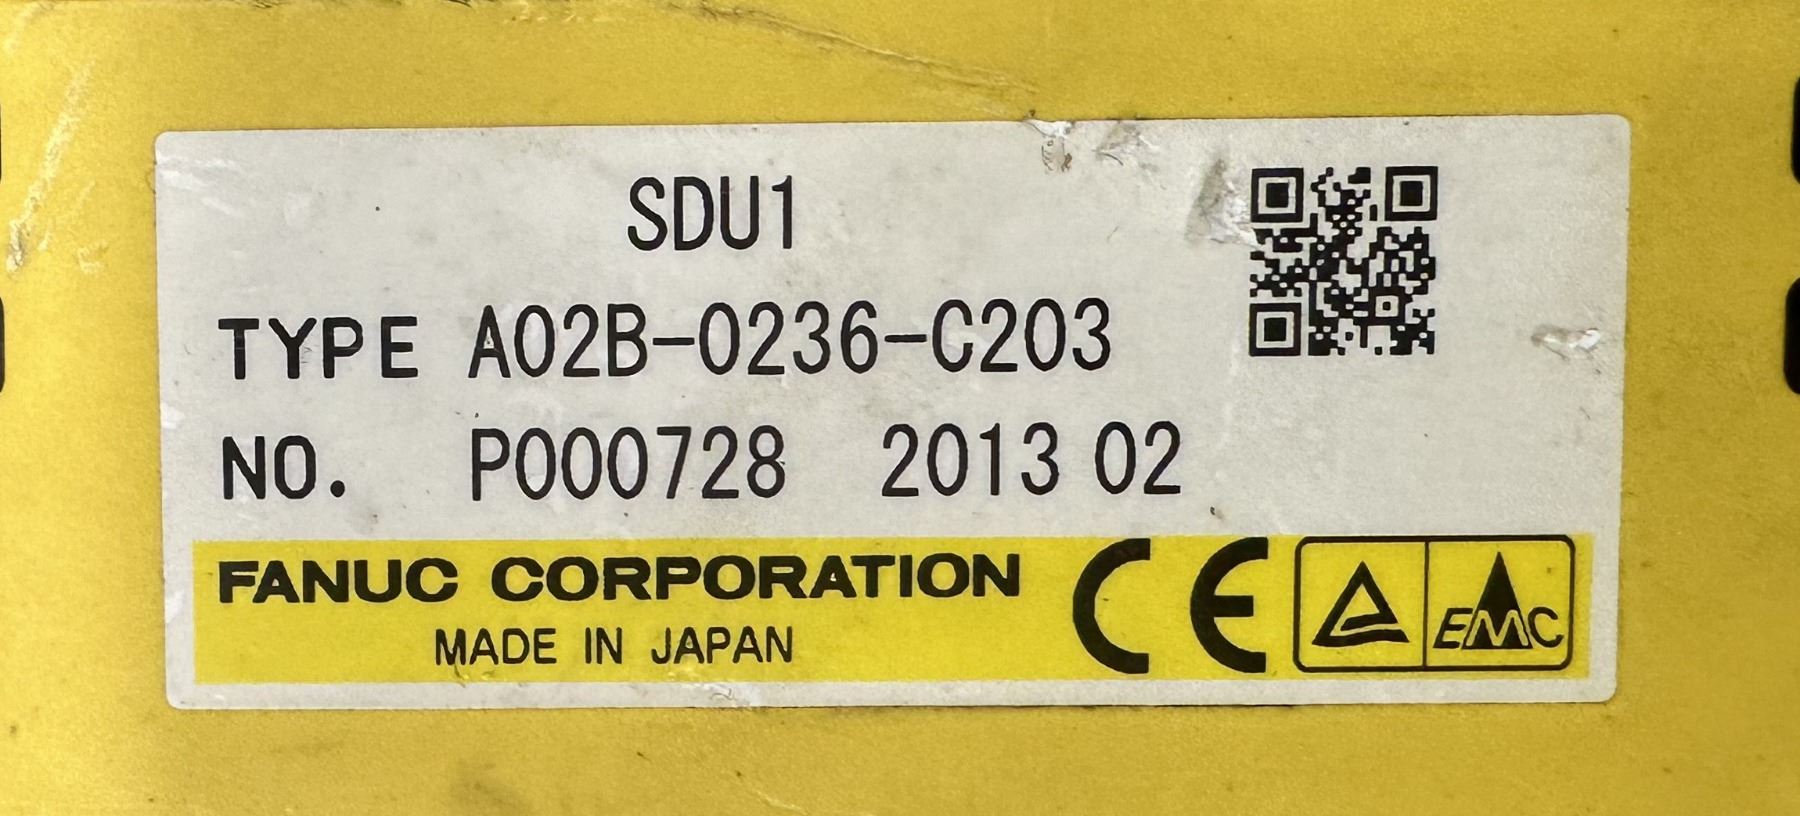 SDU1
TYPE A02B-0236-C203
NO. P000728 2013 02
FANUC CORPORATION
MADE IN JAPAN
CE
EMC